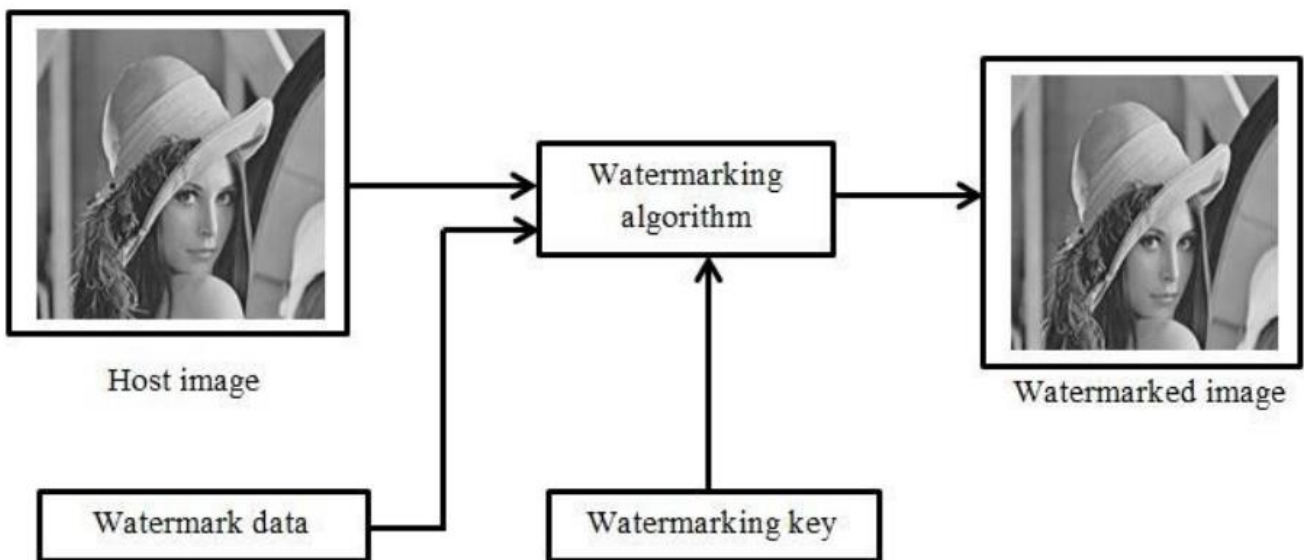 Watermarking
algorithm
Host image
Watermarked image
Watermark data
Watermarking key